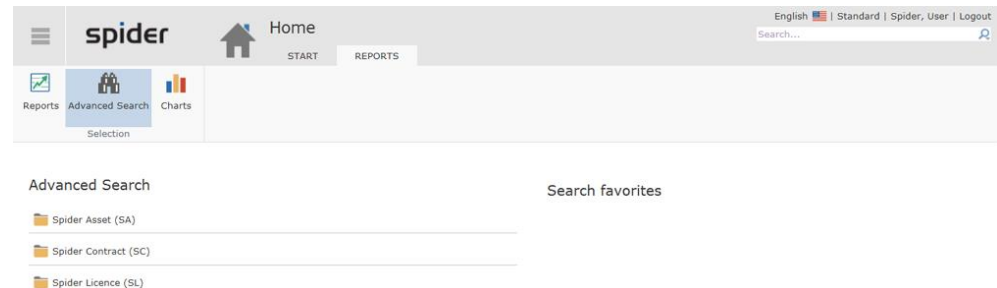 English | Standard | Spider, User | Logout
spider
Home
Search...
START REPORTS
Reports Advanced Search Charts
Selection
Advanced Search
Search favorites
Spider Asset (SA)
Spider Contract (SC)
Spider Licence (SL)